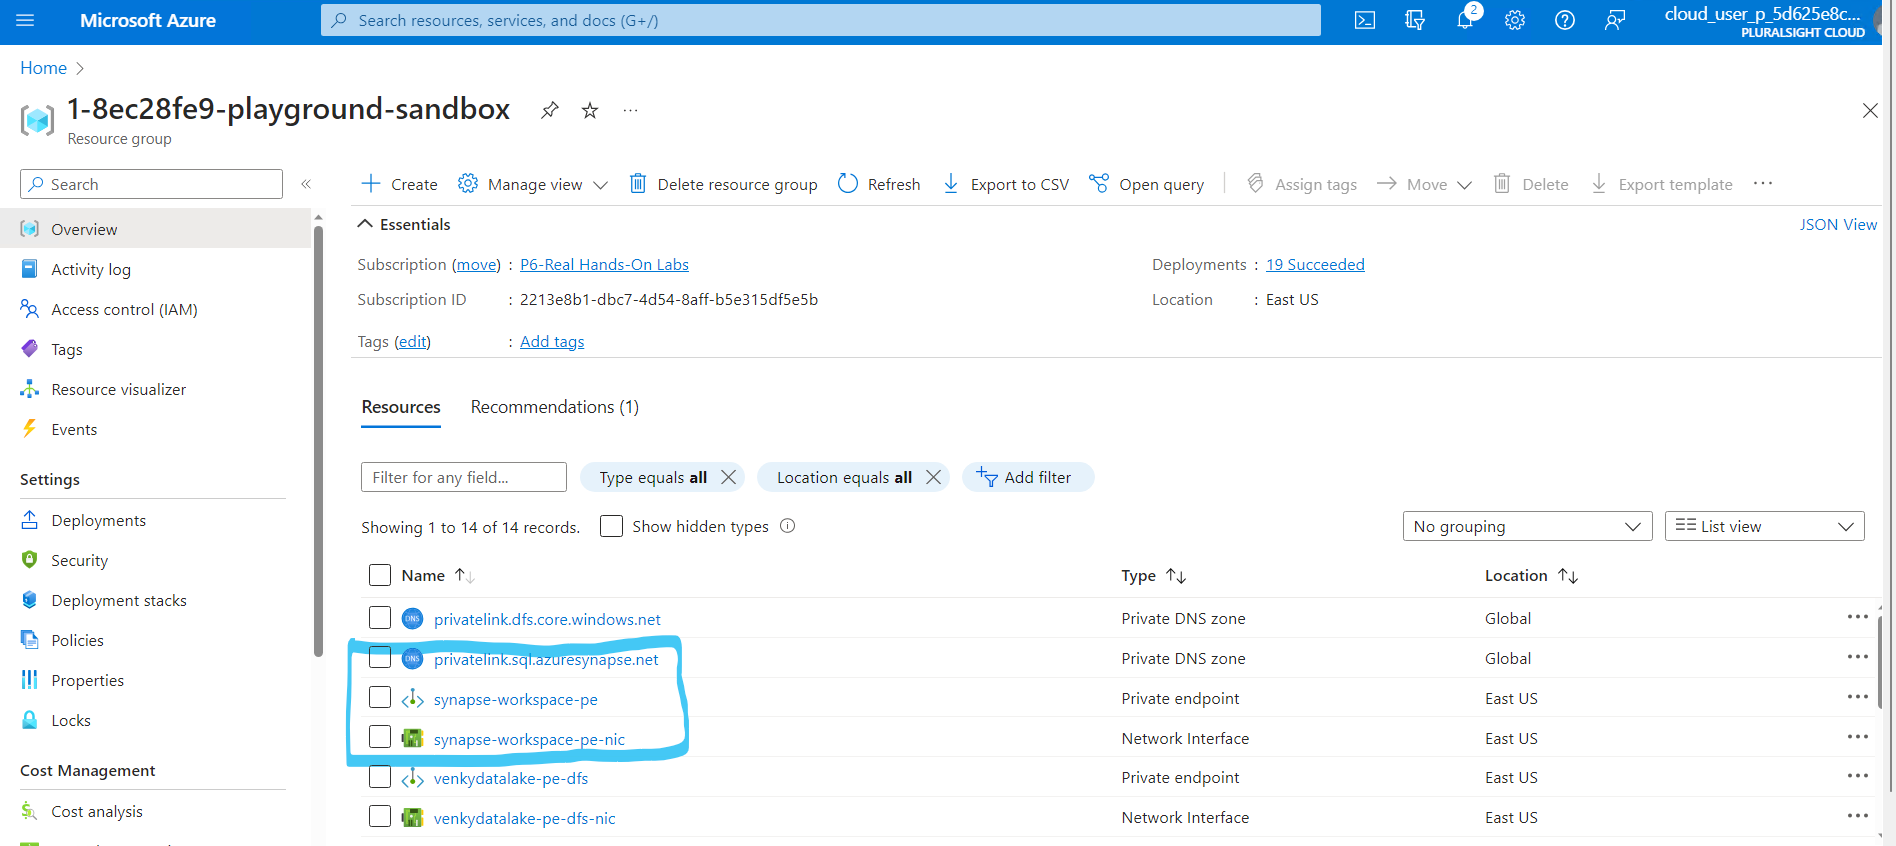 Microsoft Azure
Search resources, services, and docs (G+/)
2
cloud_user_p_5d625e8c...
PLURALSIGHT CLOUD
Home
1-8ec28fe9-playground-sandbox
Resource group
Search
Create
Manage view
Delete resource group
Refresh
Export to CSV
Open query
Assign tags
Move
Delete
Export template
Overview
Activity log
Access control (IAM)
Tags
Resource visualizer
Events
Settings
Deployments
Security
Deployment stacks
Policies
Properties
Locks
Cost Management
Cost analysis
Essentials
JSON View
Subscription (move) : P6-Real Hands-On Labs
Deployments : 19 Succeeded
Subscription ID : 2213e8b1-dbc7-4d54-8aff-b5e315df5e5b
Location : East US
Tags (edit) : Add tags
Resources
Recommendations (1)
Filter for any field...
Type equals all
Location equals all
Add filter
Showing 1 to 14 of 14 records.
Show hidden types
No grouping
List view
Name Type Location
DNS privatelink.dfs.core.windows.net Private DNS zone Global
DNS privatelink.sql.azuresynapse.net Private DNS zone Global
synapse-workspace-pe Private endpoint East US
synapse-workspace-pe-nic Network Interface East US
venkydatalake-pe-dfs Private endpoint East US
venkydatalake-pe-dfs-nic Network Interface East US